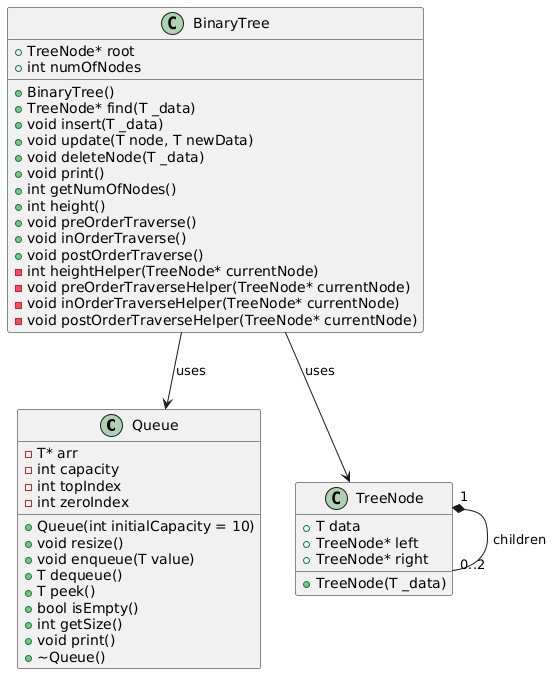 C BinaryTree
TreeNode* root
int numOfNodes
BinaryTree()
TreeNode* find(T _data)
void insert(T _data)
void update(T node, T newData)
void deleteNode(T _data)
void print()
int getNumOfNodes()
int height()
void preOrderTraverse()
void inOrderTraverse()
void postOrderTraverse()
int heightHelper(TreeNode* currentNode)
void preOrderTraverseHelper(TreeNode* currentNode)
void inOrderTraverseHelper(TreeNode* currentNode)
void postOrderTraverseHelper(TreeNode* currentNode)
uses
uses
C Queue
T* arr
int capacity
int topIndex
int zeroIndex
Queue(int initialCapacity = 10)
void resize()
void enqueue(T value)
T dequeue()
T peek()
bool isEmpty()
int getSize()
void print()
~Queue()
C TreeNode
T data
TreeNode* left
TreeNode* right
TreeNode(T _data)
1
children
0..2